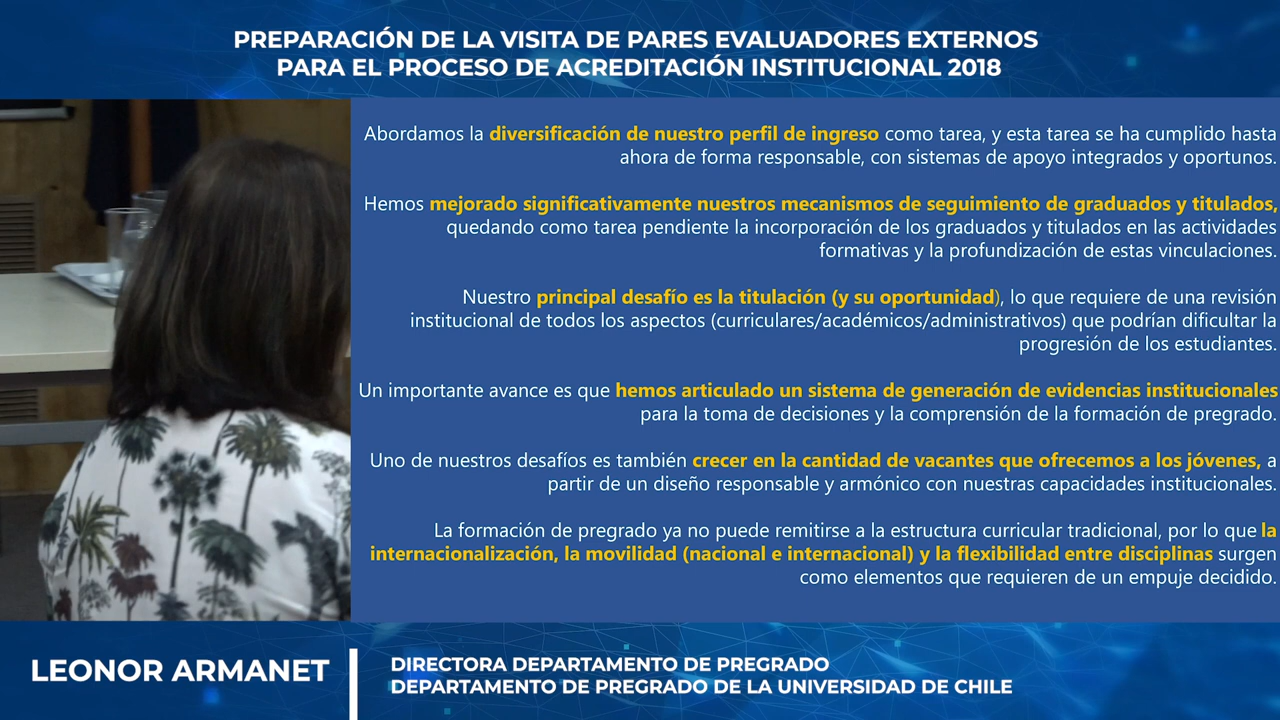 PREPARACIÓN DE LA VISITA DE PARES EVALUADORES EXTERNOS
PARA EL PROCESO DE ACREDITACIÓN INSTITUCIONAL 2018
Abordamos la diversificación de nuestro perfil de ingreso como tarea, y esta tarea se ha cumplido hasta
ahora de forma responsable, con sistemas de apoyo integrados y oportunos.
Hemos mejorado significativamente nuestros mecanismos de seguimiento de graduados y titulados,
quedando como tarea pendiente la incorporación de los graduados y titulados en las actividades
formativas y la profundización de estas vinculaciones.
Nuestro principal desafío es la titulación (y su oportunidad), lo que requiere de una revisión
institucional de todos los aspectos (curriculares/académicos/administrativos) que podrían dificultar la
progresión de los estudiantes.
Un importante avance es que hemos articulado un sistema de generación de evidencias institucionales
para la toma de decisiones y la comprensión de la formación de pregrado.
Uno de nuestros desafíos es también crecer en la cantidad de vacantes que ofrecemos a los jóvenes, a
partir de un diseño responsable y armónico con nuestras capacidades institucionales.
La formación de pregrado ya no puede remitirse a la estructura curricular tradicional, por lo que la
internacionalización, la movilidad (nacional e internacional) y la flexibilidad entre disciplinas surgen
como elementos que requieren de un empuje decidido.
LEONOR ARMANET
DIRECTORA DEPARTAMENTO DE PREGRADO
DEPARTAMENTO DE PREGRADO DE LA UNIVERSIDAD DE CHILE